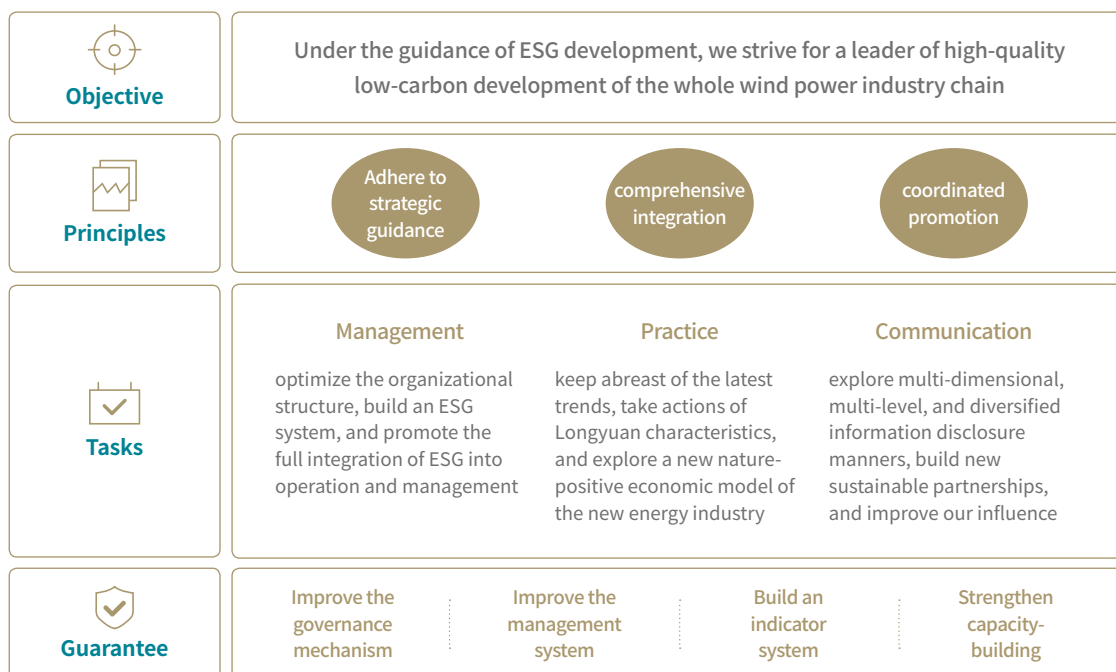 Objective
Under the guidance of ESG development, we strive for a leader of high-quality
low-carbon development of the whole wind power industry chain
Principles
Adhere to
strategic
guidance
comprehensive
integration
coordinated
promotion
Tasks
Management
optimize the organizational
structure, build an ESG
system, and promote the
full integration of ESG into
operation and management
Practice
keep abreast of the latest
trends, take actions of
Longyuan characteristics,
and explore a new nature-
positive economic model of
the new energy industry
Communication
explore multi-dimensional,
multi-level, and diversified
information disclosure
manners, build new
sustainable partnerships,
and improve our influence
Guarantee
Improve the
governance
mechanism
Improve the
management
system
Build an
indicator
system
Strengthen
capacity-
building